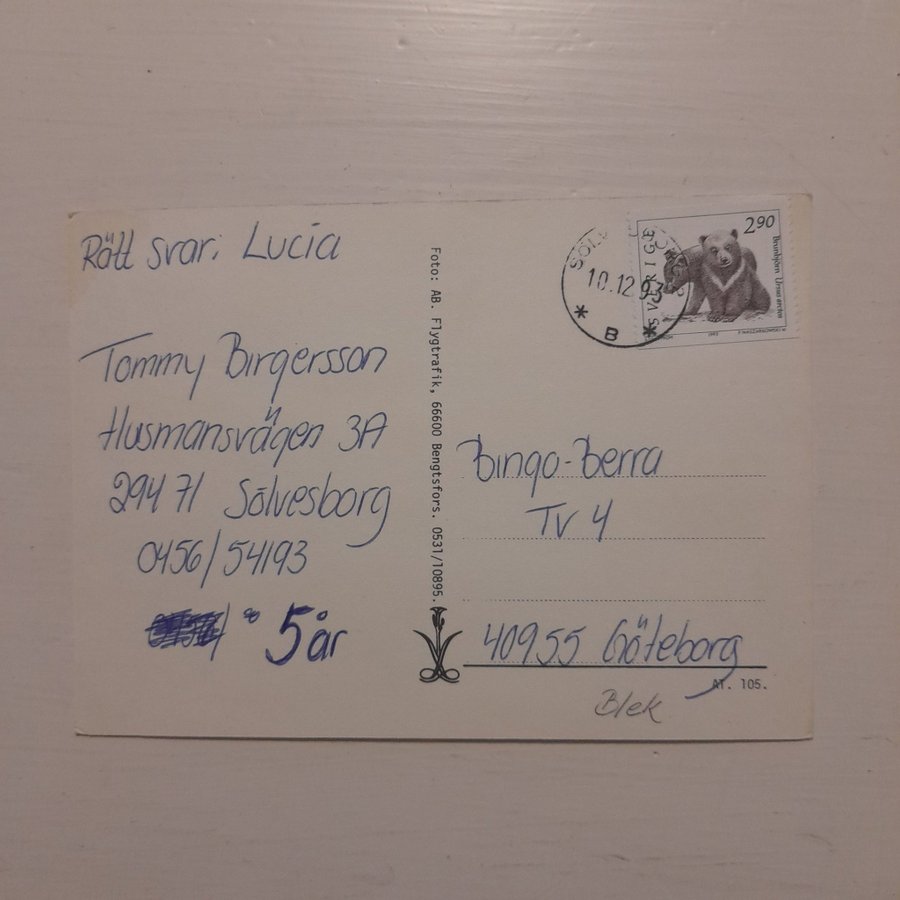 Rätt svar: Lucia
Tommy Birgersson
Husmansvägen 3A
294 71 Sölvesborg
0456/54193
5 år
Foto: AB. Flygtrafik, 66600 Bengtsfors. 0531/10895.
SVERIGE
2 90
Brunbjörn Ursus arctos
10.12.93
* B *
Bingo-Berra
Tv 4
40955 Göteborg
AT. 105.
Blek